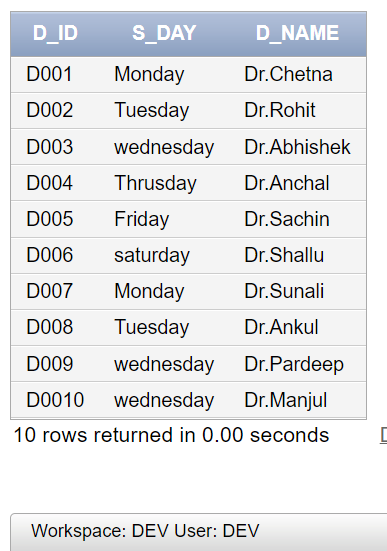 D_ID S_DAY D_NAME
D001 Monday Dr.Chetna
D002 Tuesday Dr.Rohit
D003 wednesday Dr.Abhishek
D004 Thrusday Dr.Anchal
D005 Friday Dr.Sachin
D006 saturday Dr.Shallu
D007 Monday Dr.Sunali
D008 Tuesday Dr.Ankul
D009 wednesday Dr.Pardeep
D0010 wednesday Dr.Manjul
10 rows returned in 0.00 seconds
Workspace: DEV User: DEV